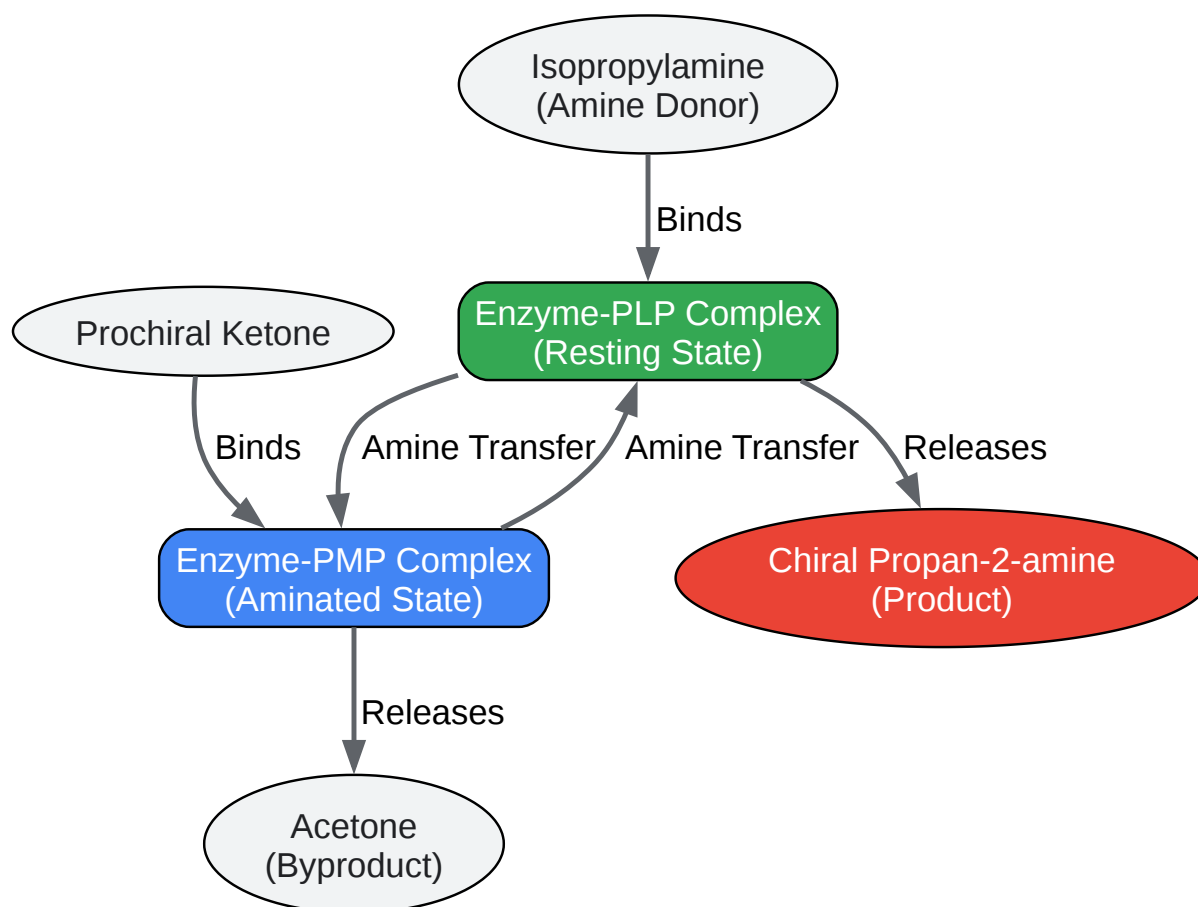 Isopropylamine
(Amine Donor)
Binds
Enzyme-PLP Complex
(Resting State)
Prochiral Ketone
Binds
Amine Transfer
Amine Transfer
Releases
Enzyme-PMP Complex
(Aminated State)
Chiral Propan-2-amine
(Product)
Releases
Acetone
(Byproduct)